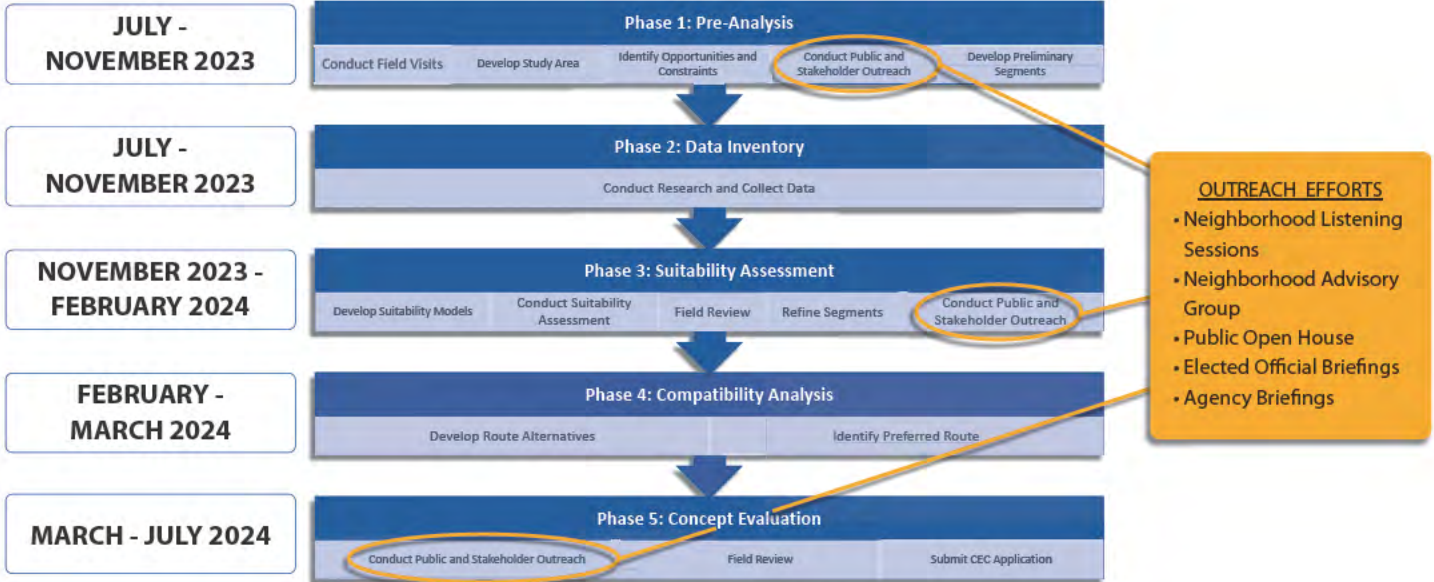 JULY -
NOVEMBER 2023
Phase 1: Pre-Analysis
Conduct Field Visits
Develop Study Area
Identify Opportunities and
Constraints
Conduct Public and
Stakeholder Outreach
Develop Preliminary
Segments
JULY -
NOVEMBER 2023
Phase 2: Data Inventory
Conduct Research and Collect Data
NOVEMBER 2023 -
FEBRUARY 2024
Phase 3: Suitability Assessment
Develop Suitability Models
Conduct Suitability
Assessment
Field Review
Refine Segments
Conduct Public and
Stakeholder Outreach
FEBRUARY -
MARCH 2024
Phase 4: Compatibility Analysis
Develop Route Alternatives
Identify Preferred Route
MARCH - JULY 2024
Phase 5: Concept Evaluation
Conduct Public and Stakeholder Outreach
Field Review
Submit CEC Application
OUTREACH EFFORTS
• Neighborhood Listening
Sessions
• Neighborhood Advisory
Group
• Public Open House
• Elected Official Briefings
• Agency Briefings